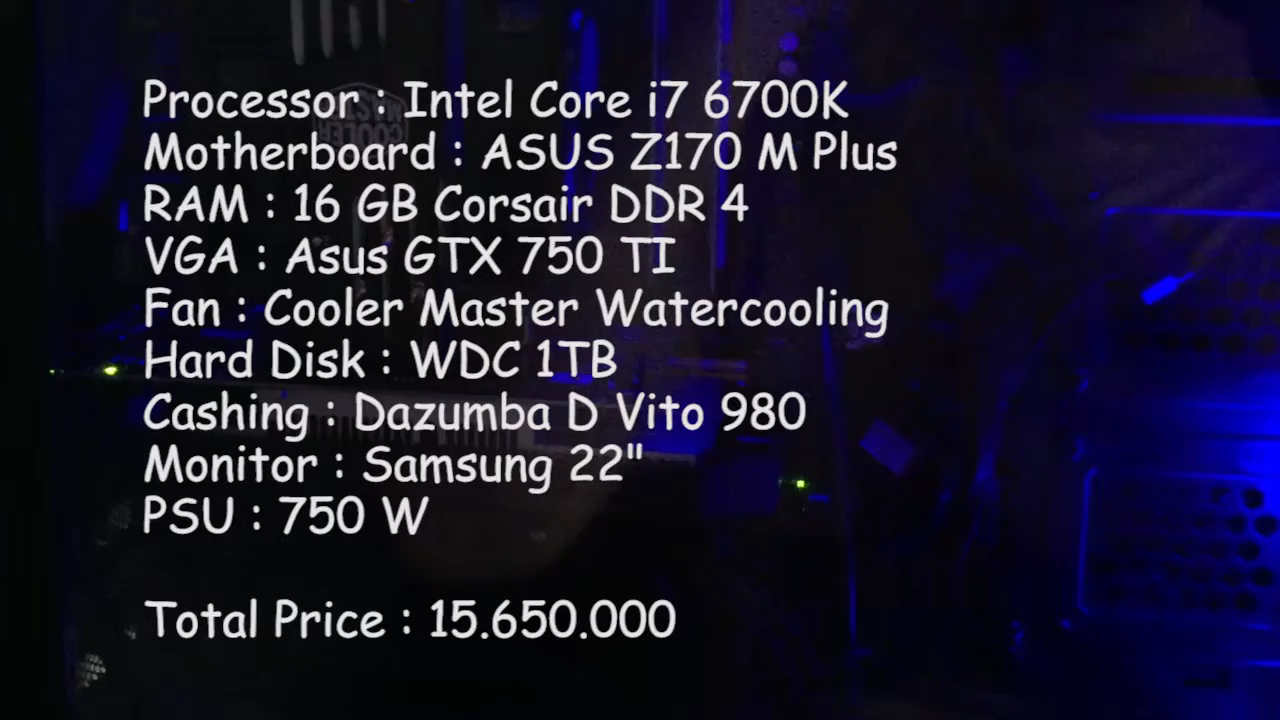 Processor : Intel Core i7 6700K
Motherboard : ASUS Z170 M Plus
RAM : 16 GB Corsair DDR 4
VGA : Asus GTX 750 TI
Fan : Cooler Master Watercooling
Hard Disk : WDC 1TB
Cashing : Dazumba D Vito 980
Monitor : Samsung 22"
PSU : 750 W
Total Price : 15.650.000